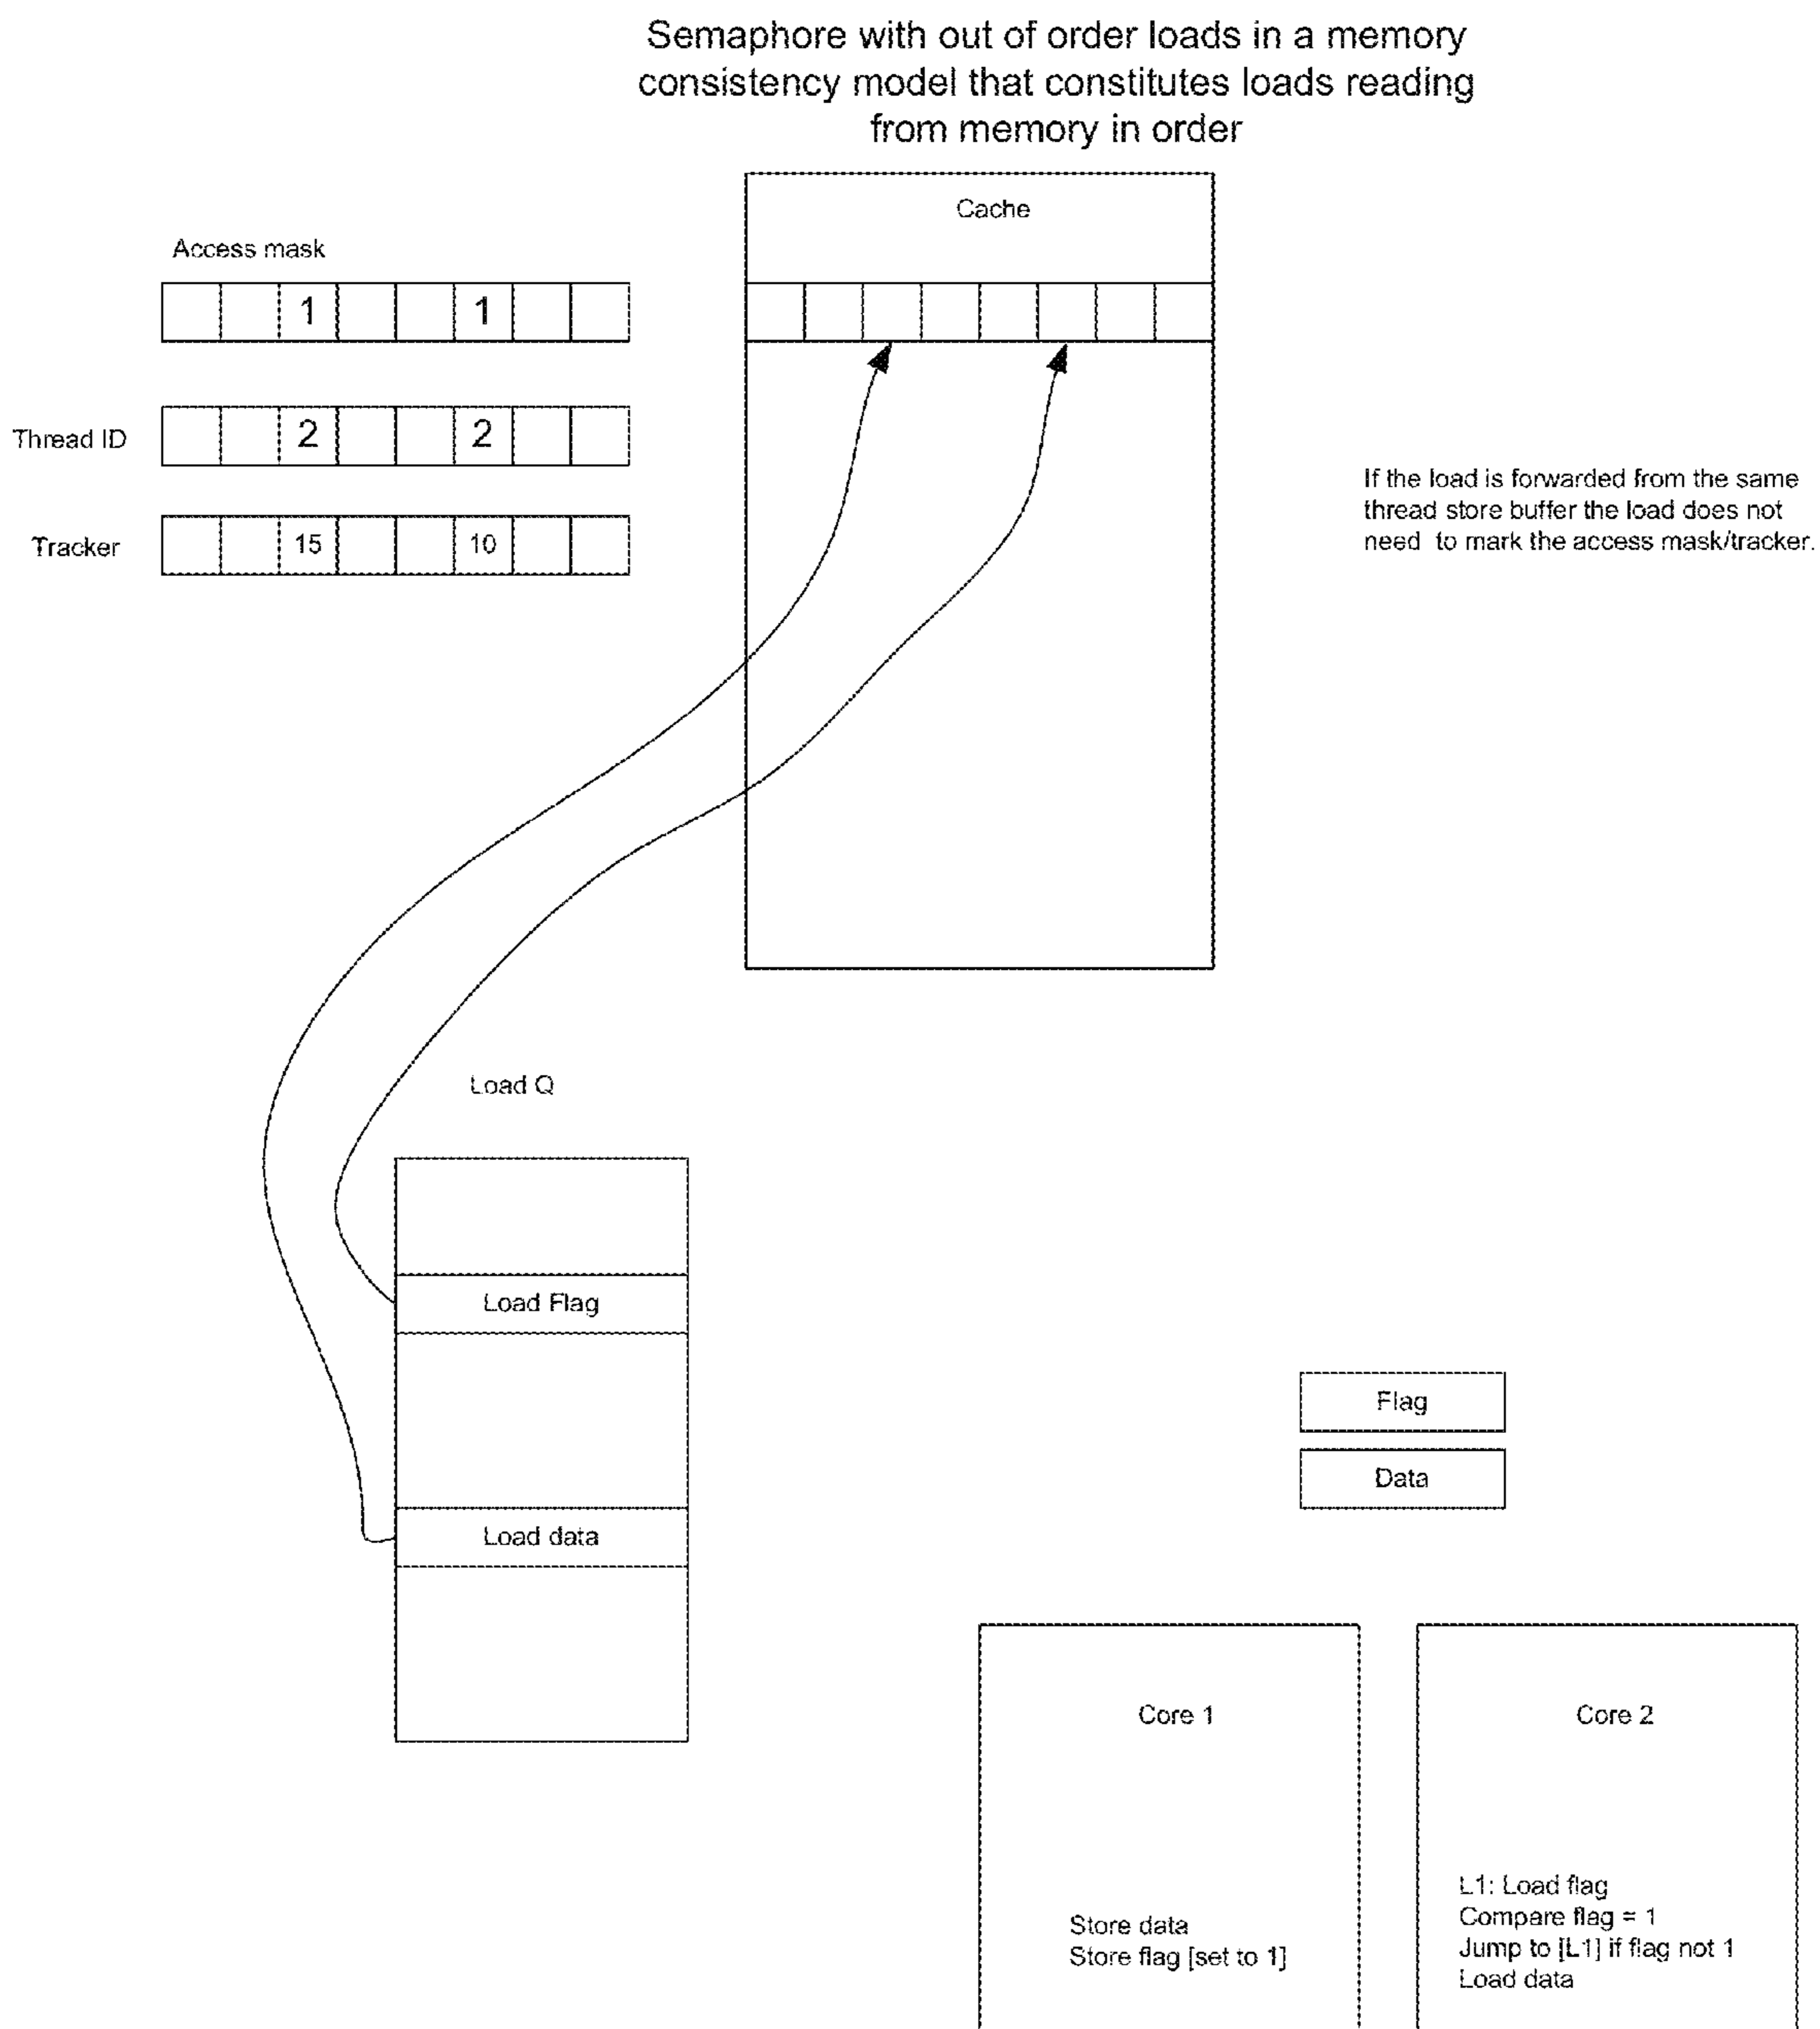 Semaphore with out of order loads in a memory
consistency model that constitutes loads reading
from memory in order
Cache
Access mask
1 1
Thread ID
2 2
Tracker
15 10
If the load is forwarded from the same
thread store buffer the load does not
need to mark the access mask/tracker.
Load Q
Load Flag
Load data
Flag
Data
Core 1
Store data
Store flag [set to 1]
Core 2
L1: Load flag
Compare flag = 1
Jump to [L1] if flag not 1
Load data